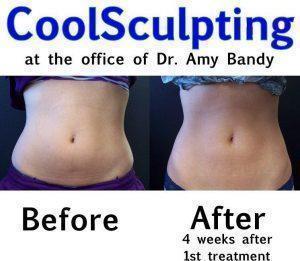 CoolSculpting
at the office of Dr. Amy Bandy
Before
After
4 weeks after
1st treatment